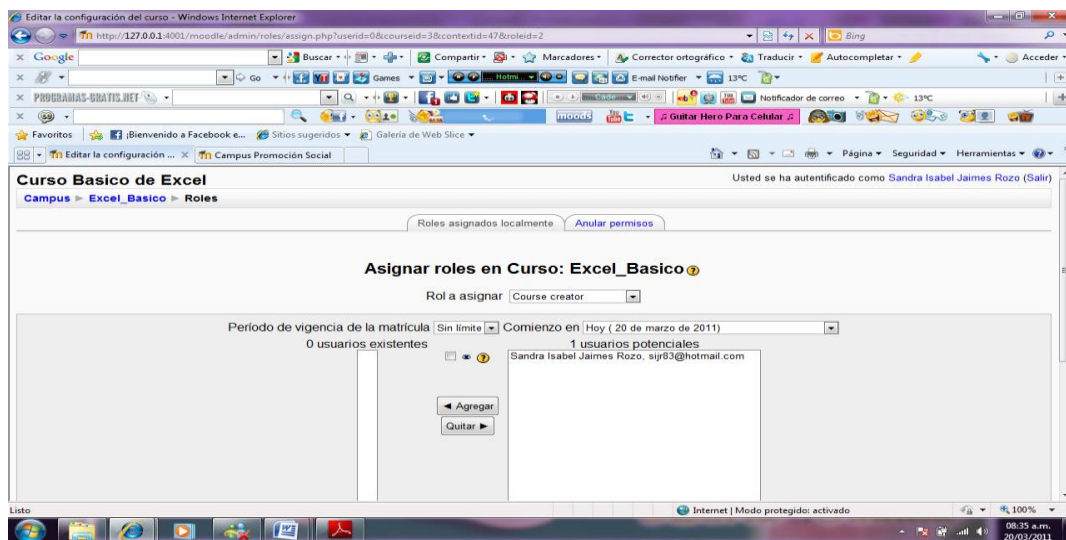 Editar la configuración del curso - Windows Internet Explorer
http://127.0.0.1:4001/moodle/admin/roles/assign.php?userid=0&courseid=3&contextid=47&roleid=2
Bing
Google Buscar Compartir Marcadores Corrector ortográfico Traducir Autocompletar Acceder
Go Games Hotmi... E-mail Notifier 13°C
PROGRAMAS-GRATIS.NET Notificador de correo 13°C
moods Guitar Hero Para Celular
Favoritos ¡Bienvenido a Facebook e... Sitios sugeridos Galería de Web Slice
Editar la configuración ... Campus Promoción Social Página Seguridad Herramientas
Curso Basico de Excel Usted se ha autentificado como Sandra Isabel Jaimes Rozo (Salir)
Campus ► Excel_Basico ► Roles
Roles asignados localmente Anular permisos
Asignar roles en Curso: Excel_Basico
Rol a asignar Course creator
Período de vigencia de la matrícula Sin límite Comienzo en Hoy ( 20 de marzo de 2011)
0 usuarios existentes 1 usuarios potenciales
Sandra Isabel Jaimes Rozo, sijr83@hotmail.com
◄ Agregar
Quitar ►
Listo Internet | Modo protegido: activado 100%
08:35 a.m.
20/03/2011